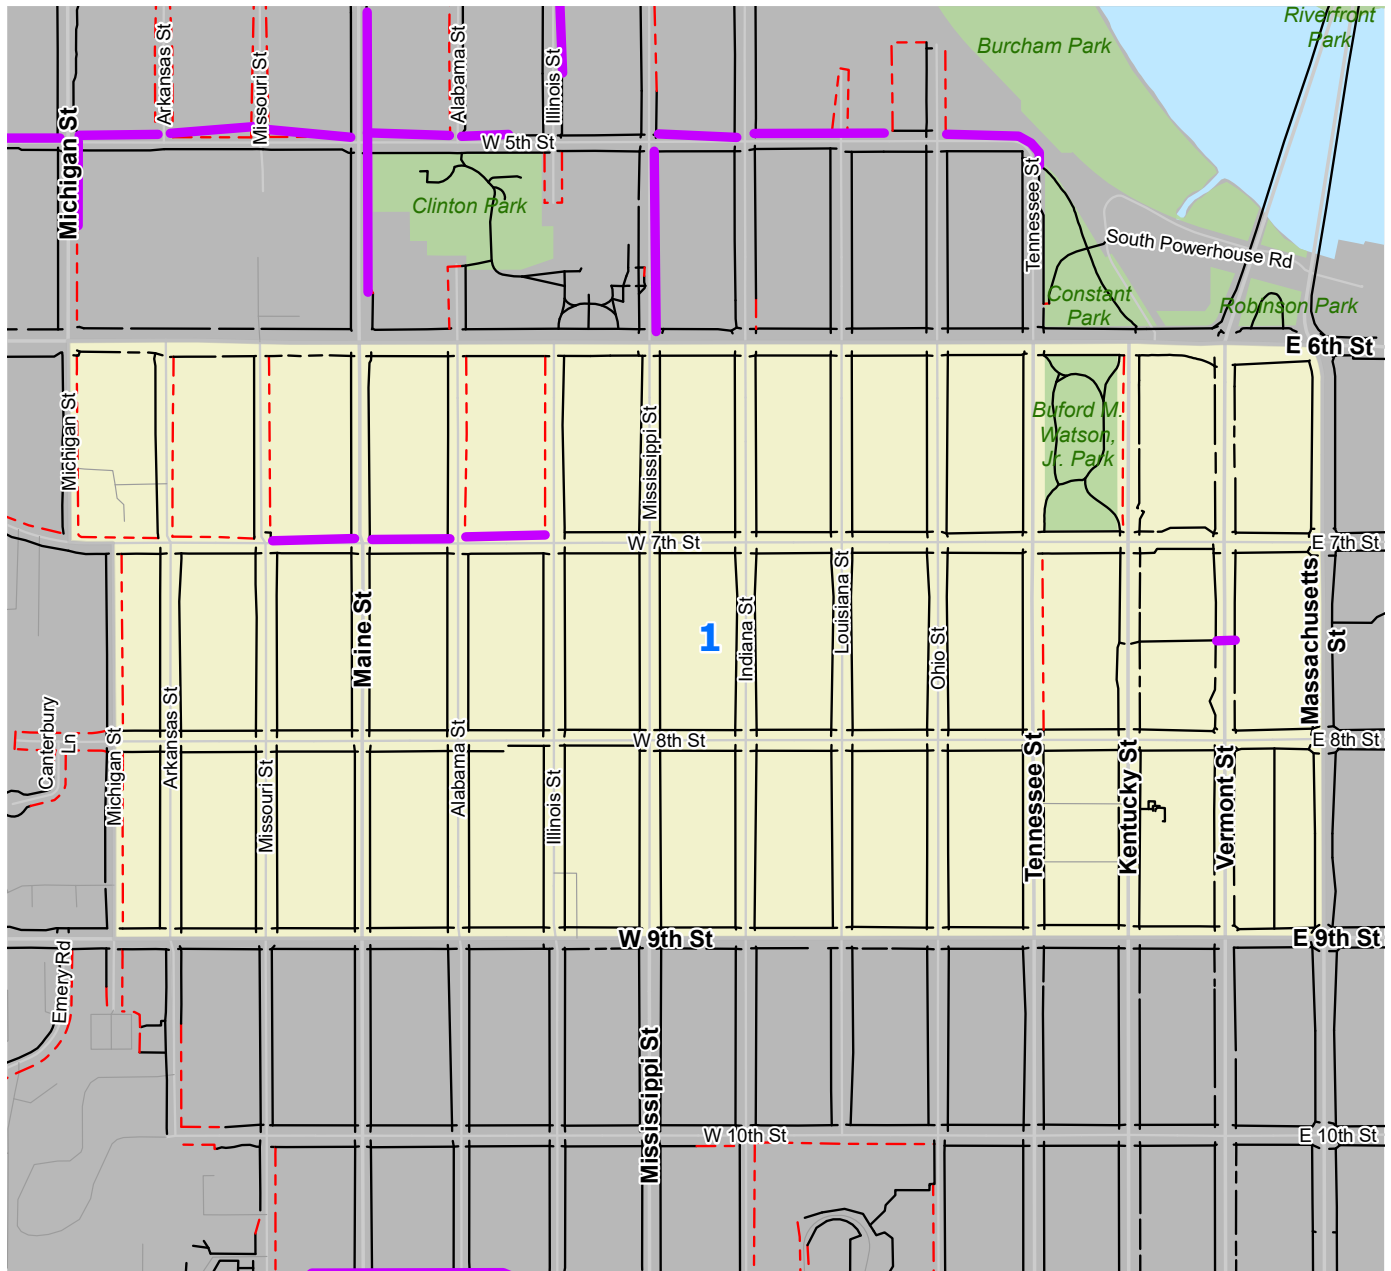 Riverfront
Park
Burcham Park
Arkansas St
Missouri St
Alabama St
Illinois St
Michigan St
W 5th St
Clinton Park
Tennessee St
South Powerhouse Rd
Constant
Park
Robinson Park
E 6th St
Michigan St
Mississippi St
Buford M.
Watson,
Jr. Park
W 7th St
E 7th St
Maine St
1
Indiana St
Louisiana St
Ohio St
Massachusetts
St
Canterbury
Ln
Michigan St
Arkansas St
Missouri St
Alabama St
Illinois St
W 8th St
E 8th St
Tennessee St
Kentucky St
Vermont St
W 9th St
E 9th St
Emery Rd
Mississippi St
W 10th St
E 10th St